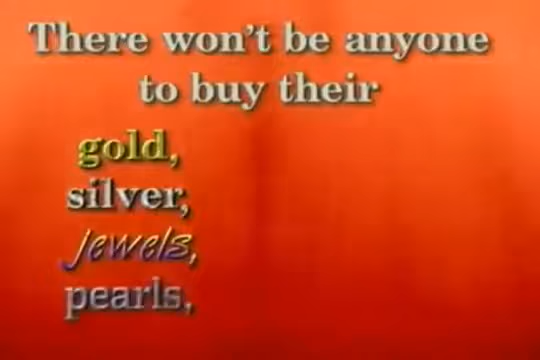 There won't be anyone
to buy their
gold,
silver,
jewels,
pearls,